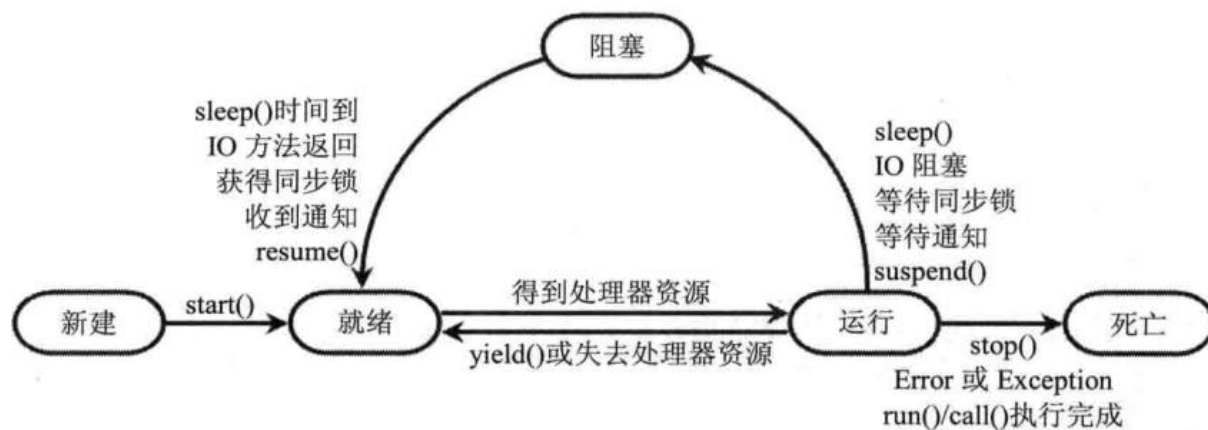 阻塞
sleep()时间到
IO 方法返回
获得同步锁
收到通知
resume()
sleep()
IO 阻塞
等待同步锁
等待通知
suspend()
新建
start()
就绪
得到处理器资源
yield()或失去处理器资源
运行
stop()
Error 或 Exception
run()/call()执行完成
死亡